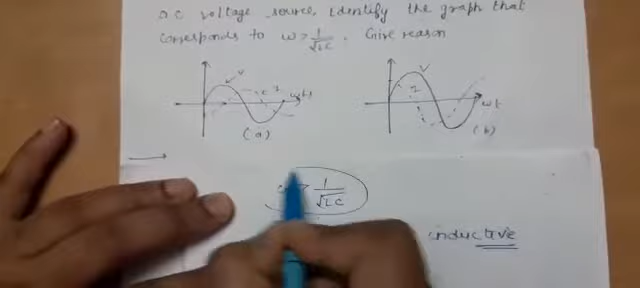 a.c voltage source, identify the graph that
corresponds to ω > 1/√LC . Give reason
V
I
ωt
(a)
V
I
ωt
(b)
> 1/√LC
inductive